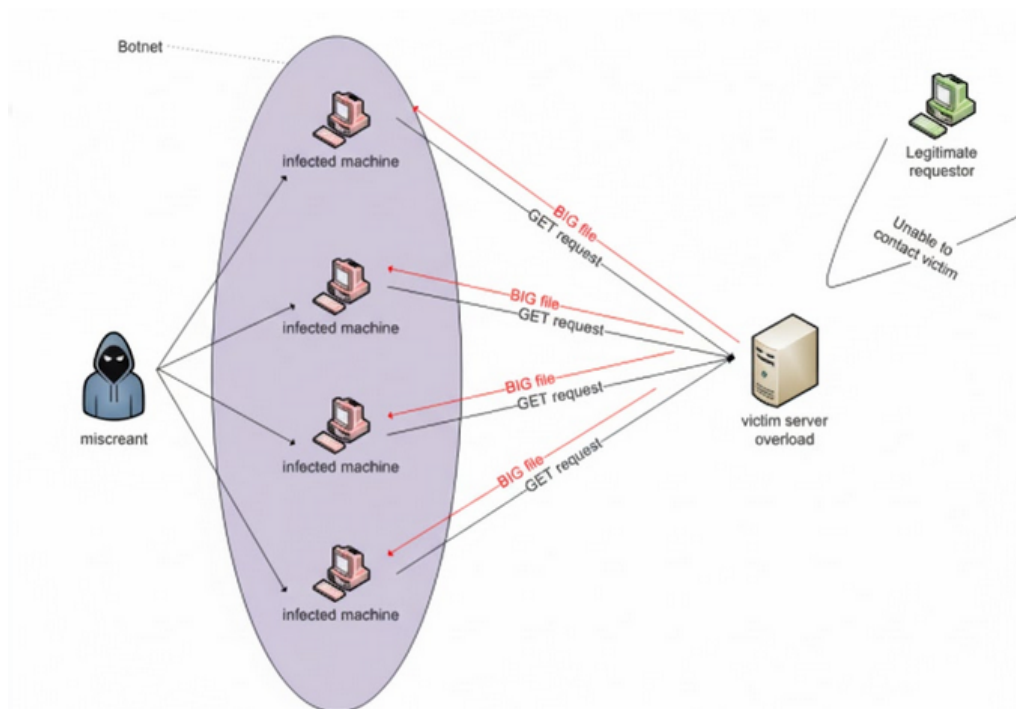 Botnet
infected machine
Legitimate
requestor
BIG file
GET request
Unable to
contact victim
infected machine
BIG file
GET request
BIG file
GET request
miscreant
infected machine
victim server
overload
BIG file
GET request
infected machine